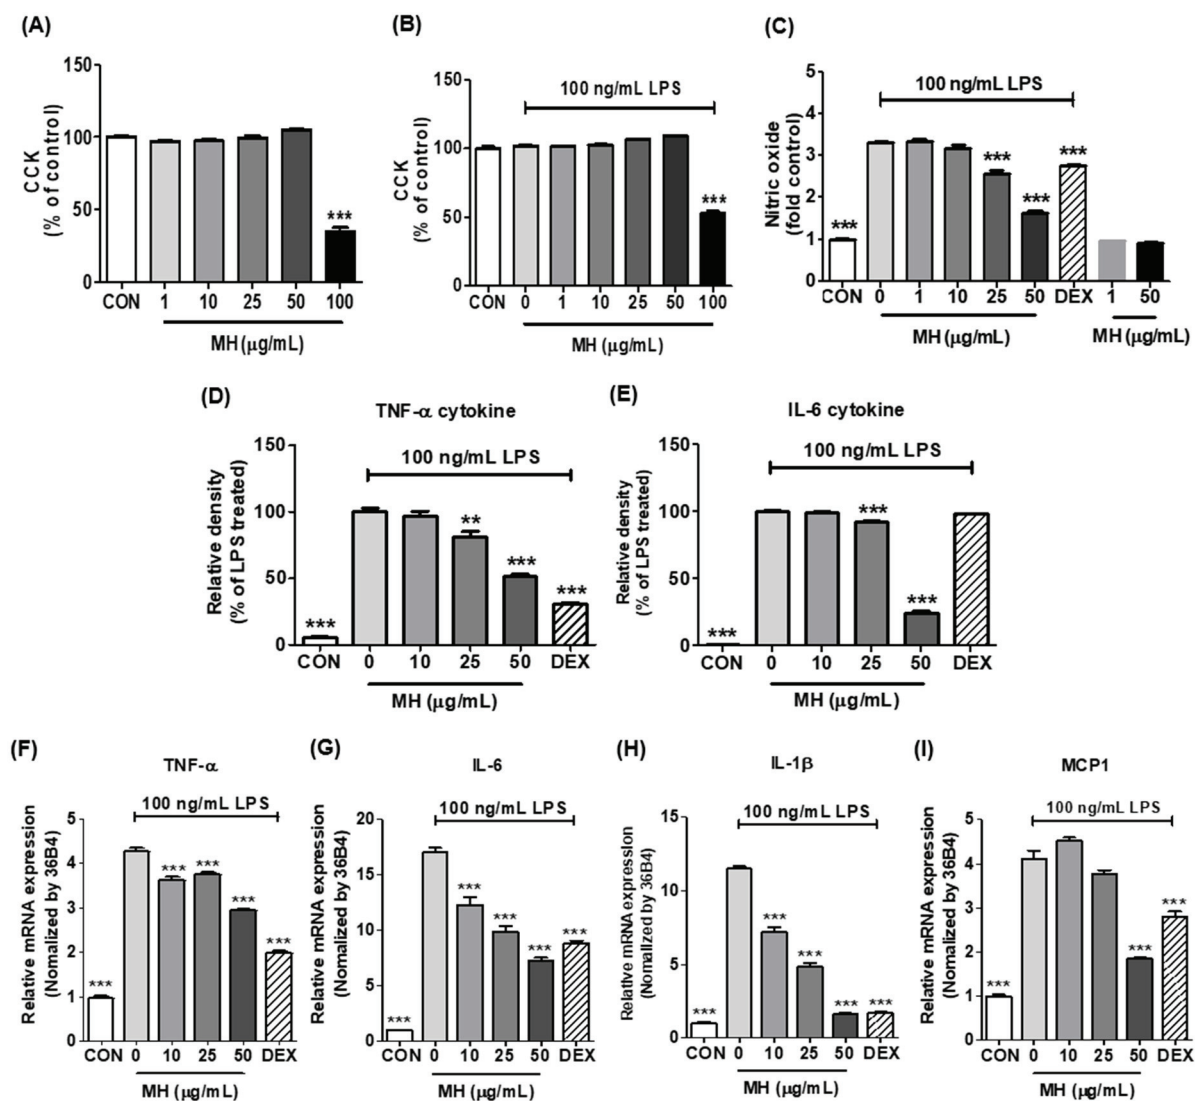 (A)
CCK
(% of control)
150
100
50
0
***
CON 1 10 25 50 100
MH (μg/mL)
(B)
CCK
(% of control)
150
100
50
0
100 ng/mL LPS
***
CON 0 1 10 25 50 100
MH (μg/mL)
(C)
Nitric oxide
(fold control)
5
4
3
2
1
0
100 ng/mL LPS
*** *** *** ***
CON 0 1 10 25 50 DEX 1 50
MH (μg/mL) MH (μg/mL)
(D)
TNF-α cytokine
Relative density
(% of LPS treated)
150
100
50
0
100 ng/mL LPS
*** ** *** ***
CON 0 10 25 50 DEX
MH (μg/mL)
(E)
IL-6 cytokine
Relative density
(% of LPS treated)
150
100
50
0
100 ng/mL LPS
*** *** ***
CON 0 10 25 50 DEX
MH (μg/mL)
(F)
TNF-α
Relative mRNA expression
(Nomalized by 36B4)
5
4
3
2
1
0
100 ng/mL LPS
*** *** *** *** ***
CON 0 10 25 50 DEX
MH (μg/mL)
(G)
IL-6
Relative mRNA expression
(Nomalized by 36B4)
20
15
10
5
0
100 ng/mL LPS
*** *** *** *** ***
CON 0 10 25 50 DEX
MH (μg/mL)
(H)
IL-1β
Relative mRNA expression
(Nomalized by 36B4)
15
10
5
0
100 ng/mL LPS
*** *** *** *** ***
CON 0 10 25 50 DEX
MH (μg/mL)
(I)
MCP1
Relative mRNA expression
(Nomalized by 36B4)
5
4
3
2
1
0
100 ng/mL LPS
*** *** ***
CON 0 10 25 50 DEX
MH (μg/mL)